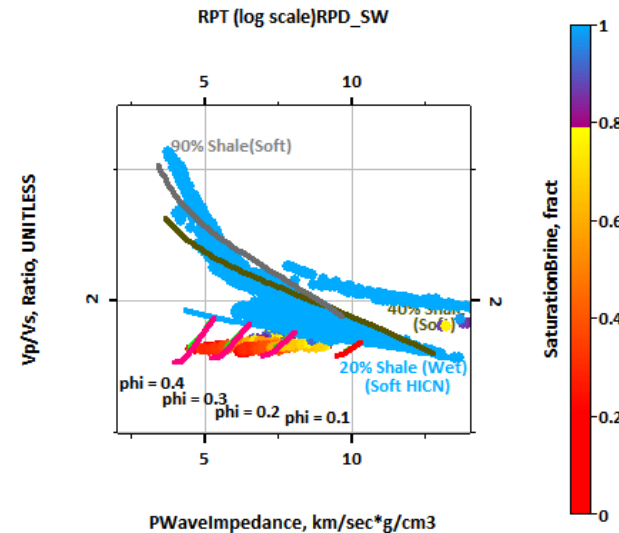 RPT (log scale)RPD_SW
5 10
90% Shale(Soft)
2 2
40% Shale
(Soft)
20% Shale (Wet)
(Soft HICN)
phi = 0.4
phi = 0.3
phi = 0.2
phi = 0.1
5 10
PWaveImpedance, km/sec*g/cm3
Vp/Vs, Ratio, UNITLESS
SaturationBrine, fract
1
0.8
0.6
0.4
0.2
0